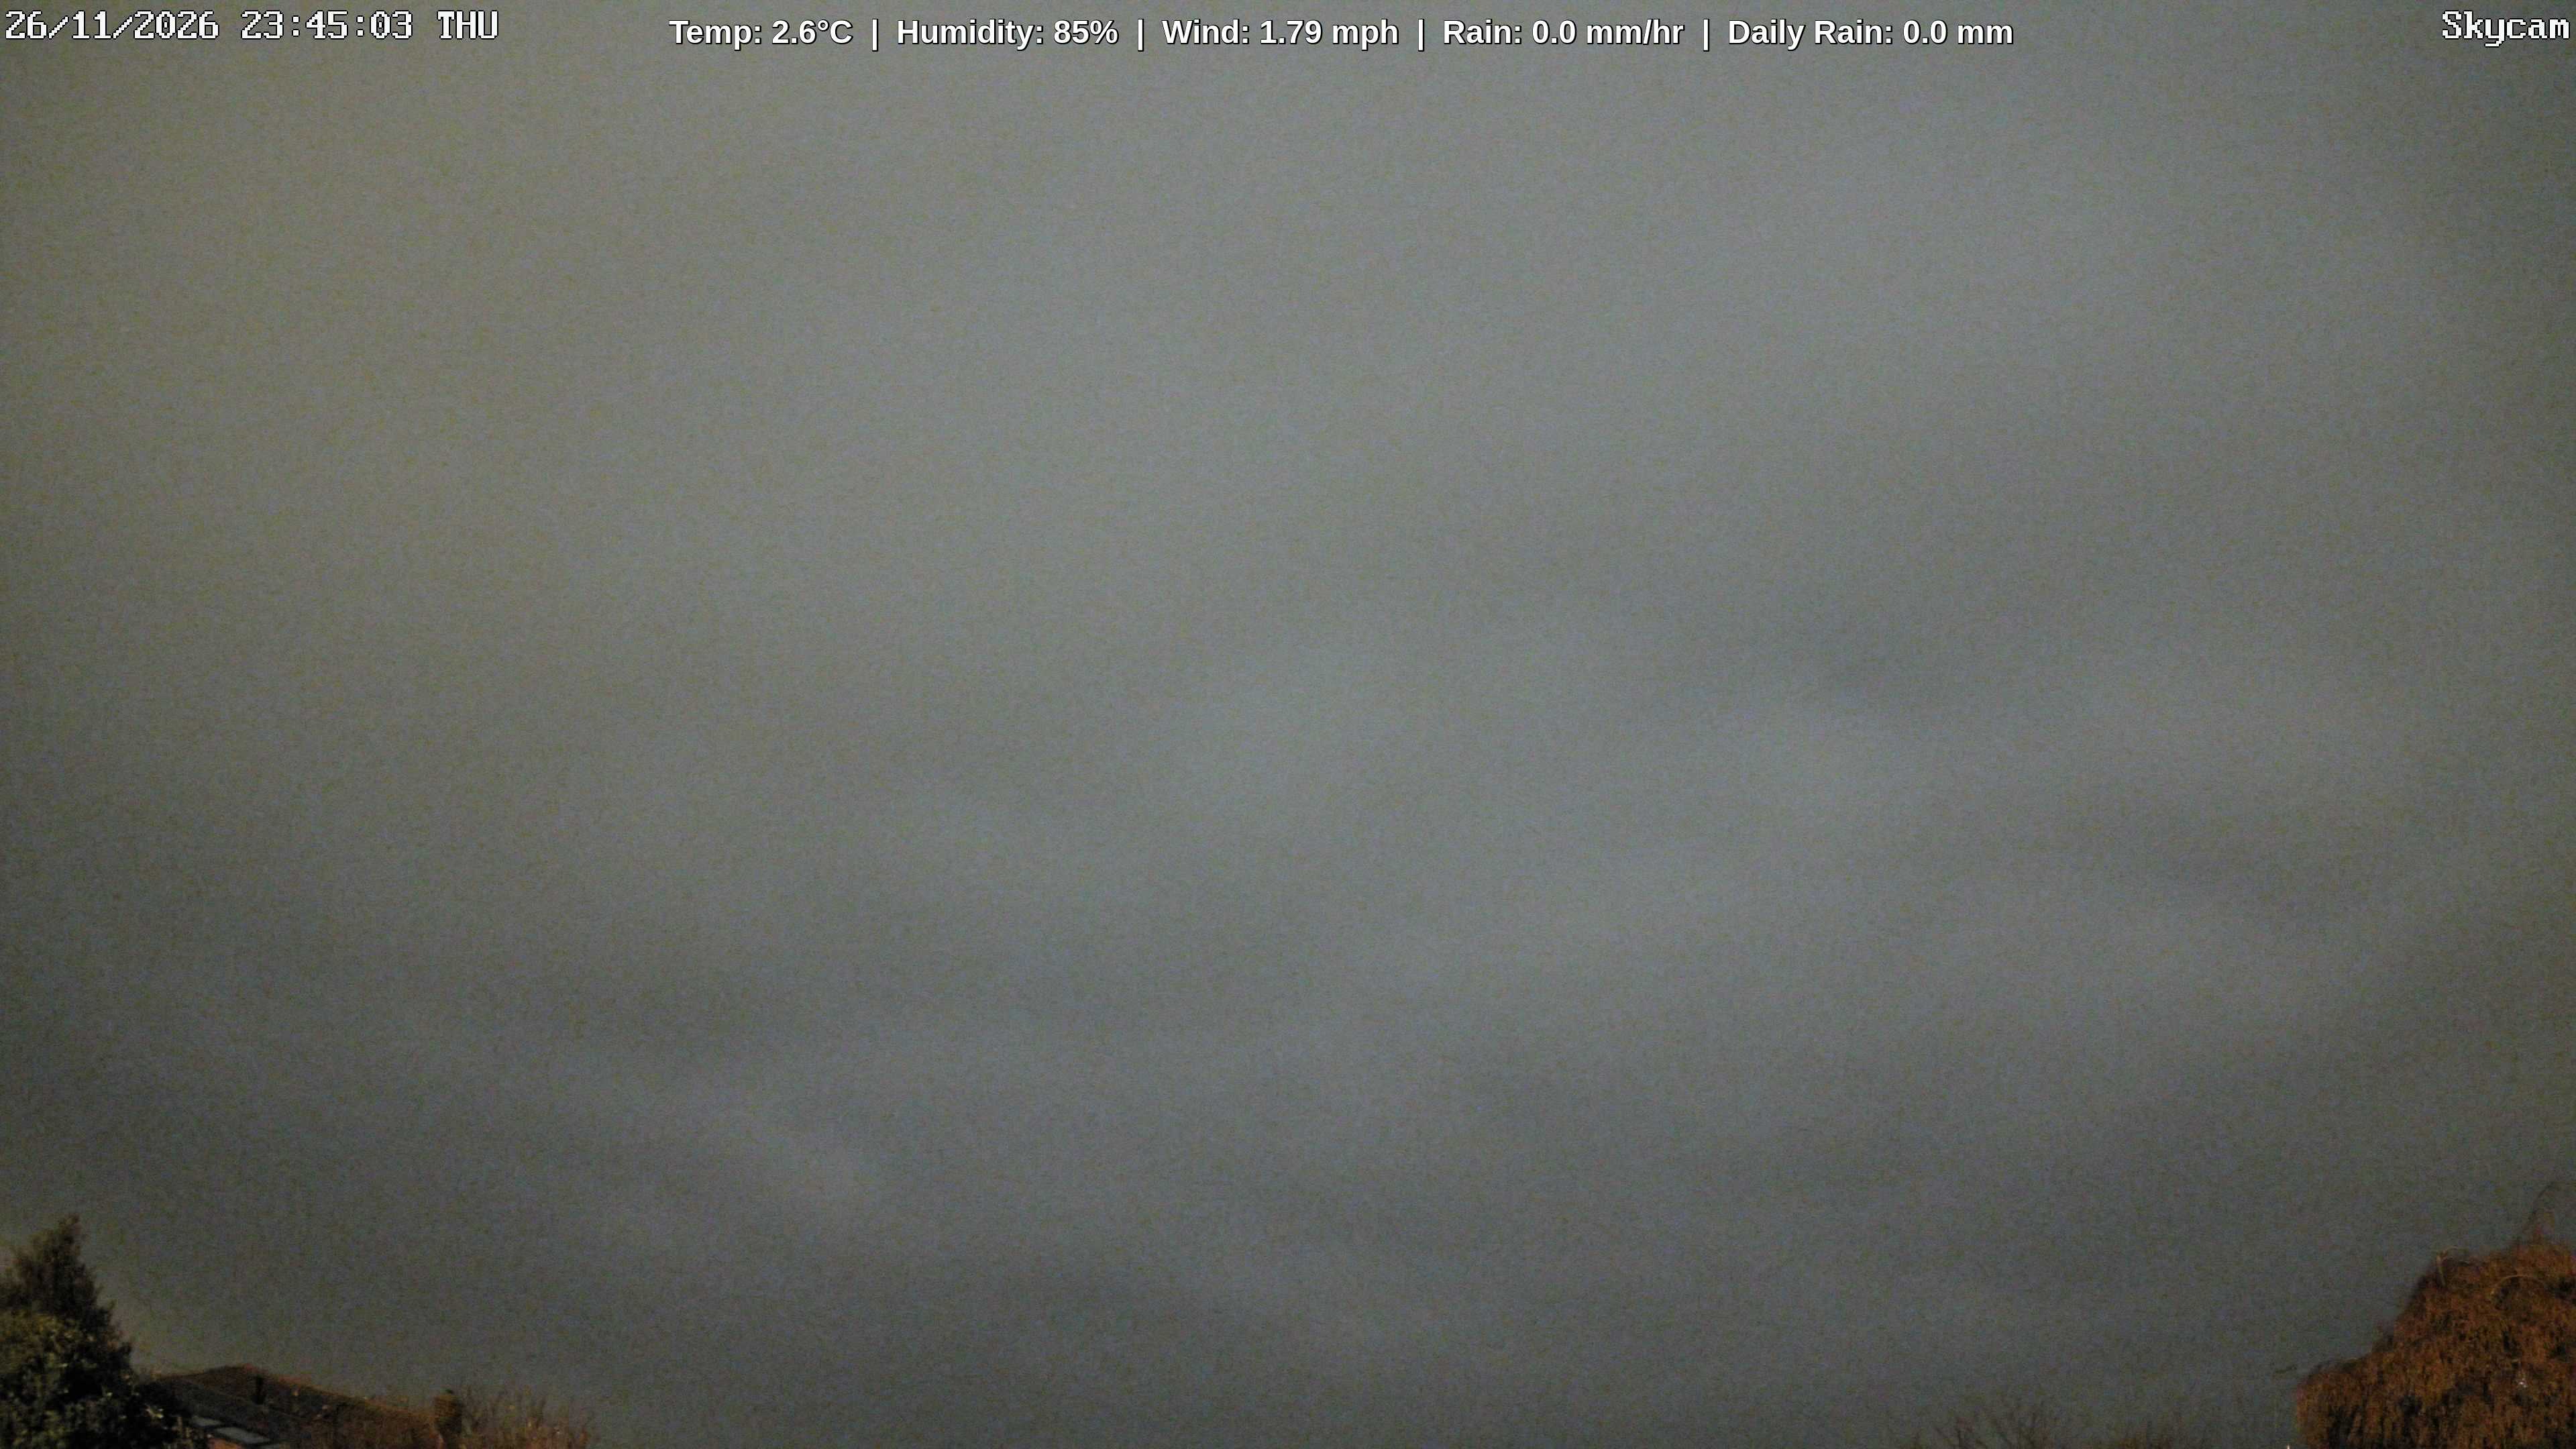 26/11/2026 23:45:03 THU
Temp: 2.6°C | Humidity: 85% | Wind: 1.79 mph | Rain: 0.0 mm/hr | Daily Rain: 0.0 mm
Skycam